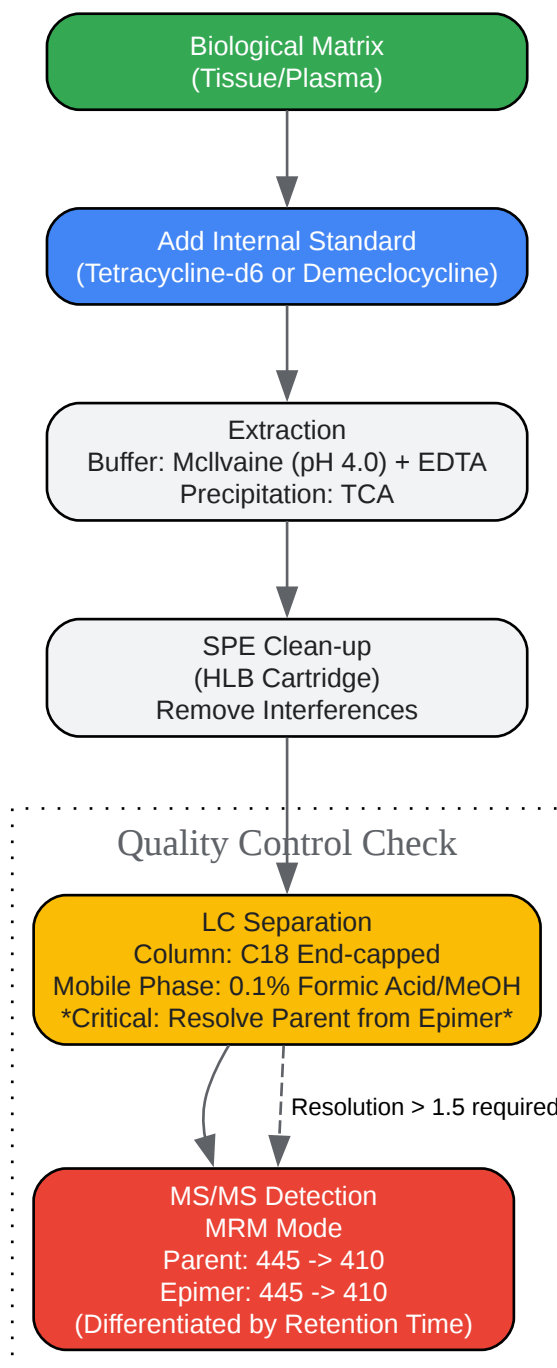 Biological Matrix
(Tissue/Plasma)
Add Internal Standard
(Tetracycline-d6 or Demeclocycline)
Extraction
Buffer: McIlvaine (pH 4.0) + EDTA
Precipitation: TCA
SPE Clean-up
(HLB Cartridge)
Remove Interferences
Quality Control Check
LC Separation
Column: C18 End-capped
Mobile Phase: 0.1% Formic Acid/MeOH
*Critical: Resolve Parent from Epimer*
Resolution > 1.5 required
MS/MS Detection
MRM Mode
Parent: 445 -> 410
Epimer: 445 -> 410
(Differentiated by Retention Time)